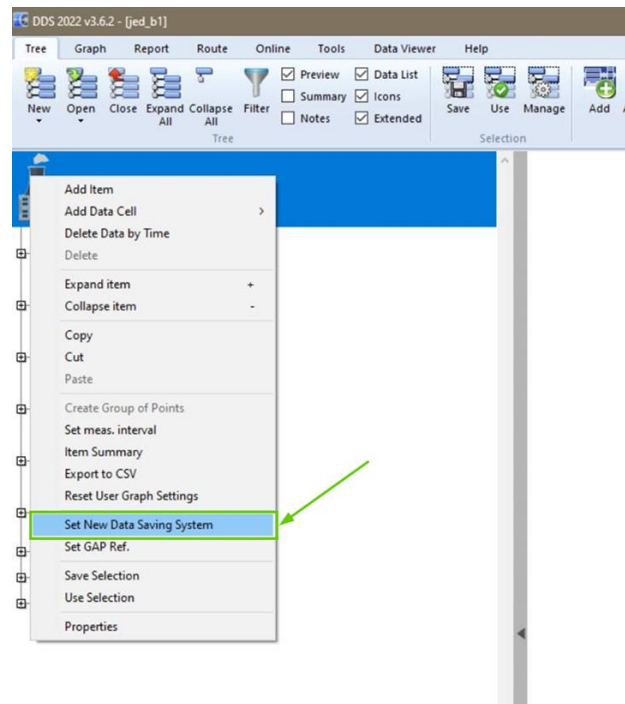 DDS 2022 v3.6.2 - [jed_b1]
Tree Graph Report Route Online Tools Data Viewer Help
New Open Close Expand All Collapse All Filter
Preview Data List
Summary Icons
Notes Extended
Save Use Manage Add
Tree Selection
Add Item
Add Data Cell >
Delete Data by Time
Delete
Expand item +
Collapse item -
Copy
Cut
Paste
Create Group of Points
Set meas. interval
Item Summary
Export to CSV
Reset User Graph Settings
Set New Data Saving System
Set GAP Ref.
Save Selection
Use Selection
Properties